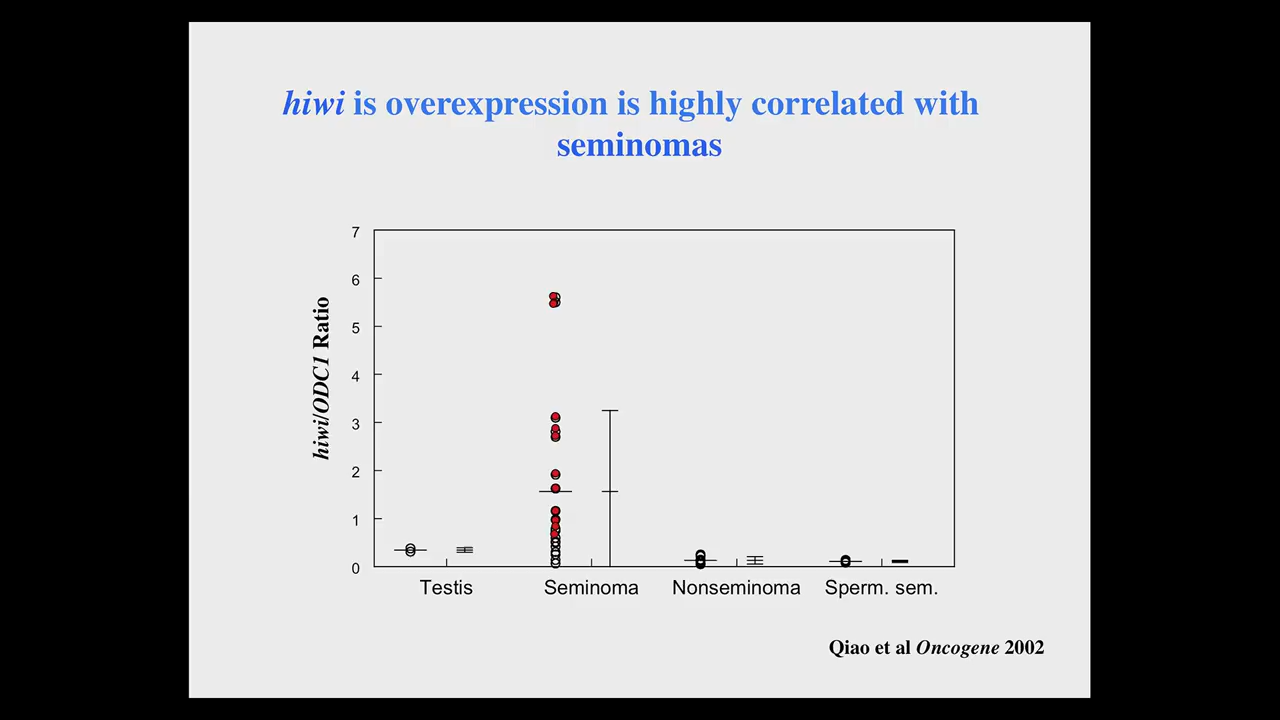 hiwi is overexpression is highly correlated with
seminomas
7
6
5
4
3
2
1
0
hiwi/ODC1 Ratio
Testis
Seminoma
Nonseminoma
Sperm. sem.
Qiao et al Oncogene 2002